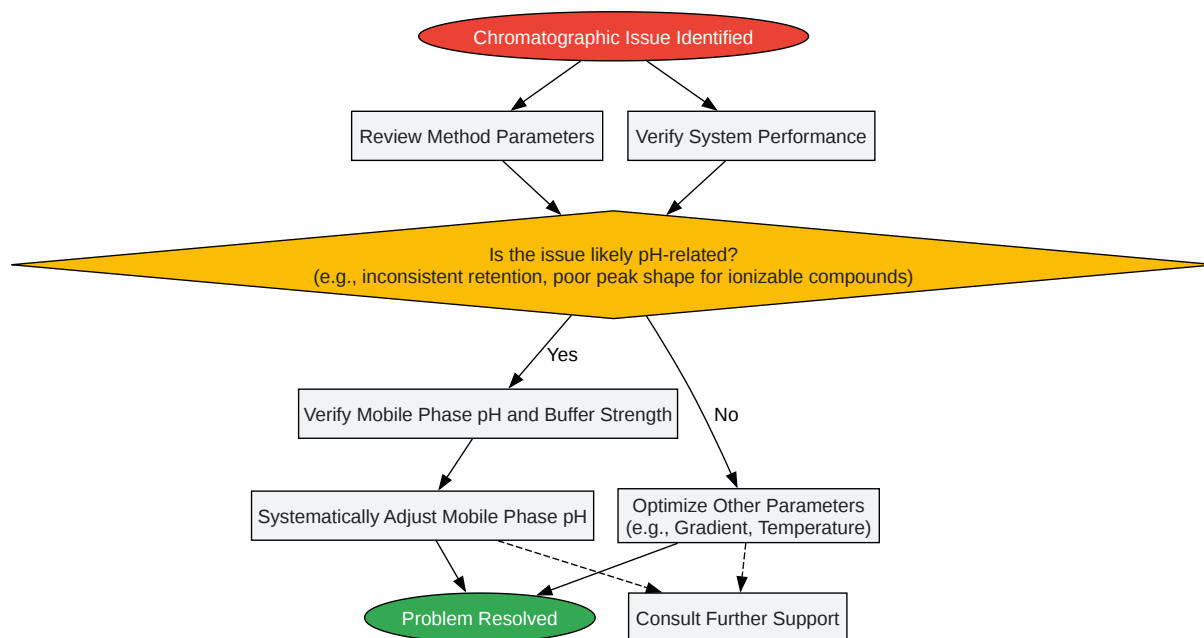 Chromatographic Issue Identified
Review Method Parameters
Verify System Performance
Is the issue likely pH-related?
(e.g., inconsistent retention, poor peak shape for ionizable compounds)
Yes
Verify Mobile Phase pH and Buffer Strength
No
Systematically Adjust Mobile Phase pH
Optimize Other Parameters
(e.g., Gradient, Temperature)
Problem Resolved
Consult Further Support